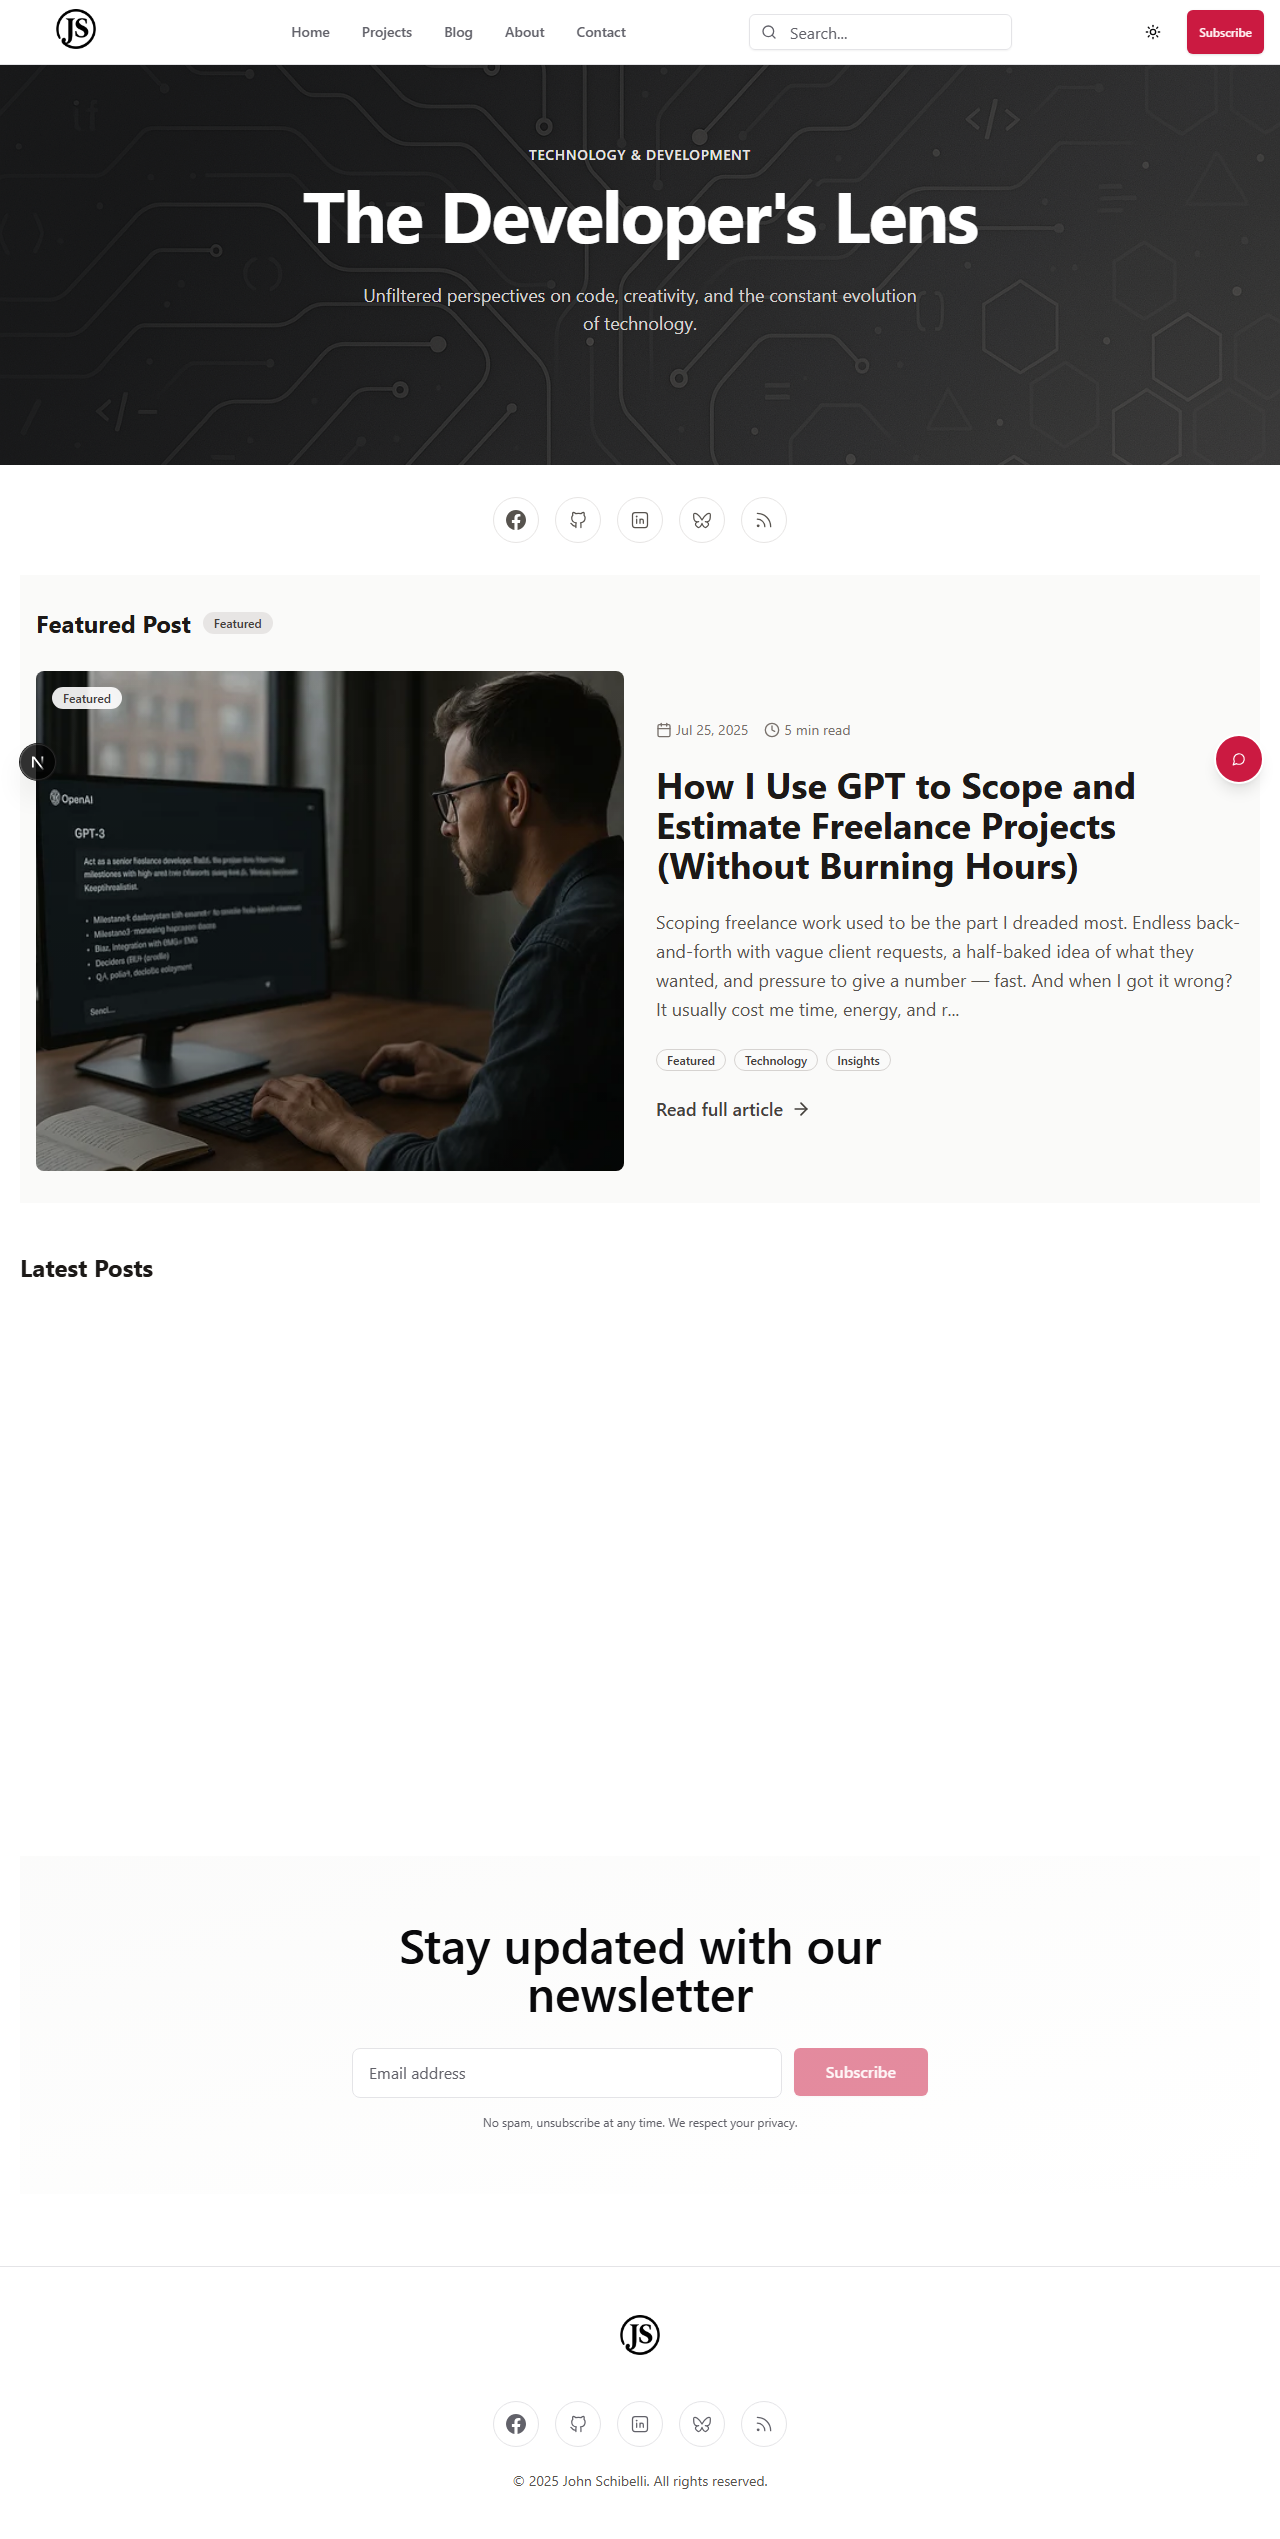 JS
Home Projects Blog About Contact
Search...
Subscribe
TECHNOLOGY & DEVELOPMENT
The Developer's Lens
Unfiltered perspectives on code, creativity, and the constant evolution
of technology.
Featured Post Featured
Featured
OpenAI
GPT-3
Act as a senior
milestones with
Jul 25, 2025 5 min read
How I Use GPT to Scope and
Estimate Freelance Projects
(Without Burning Hours)
Scoping freelance work used to be the part I dreaded most. Endless back-
and-forth with vague client requests, a half-baked idea of what they
wanted, and pressure to give a number — fast. And when I got it wrong?
It usually cost me time, energy, and r...
Featured Technology Insights
Read full article
N
Latest Posts
Stay updated with our
newsletter
Email address
Subscribe
No spam, unsubscribe at any time. We respect your privacy.
JS
© 2025 John Schibelli. All rights reserved.